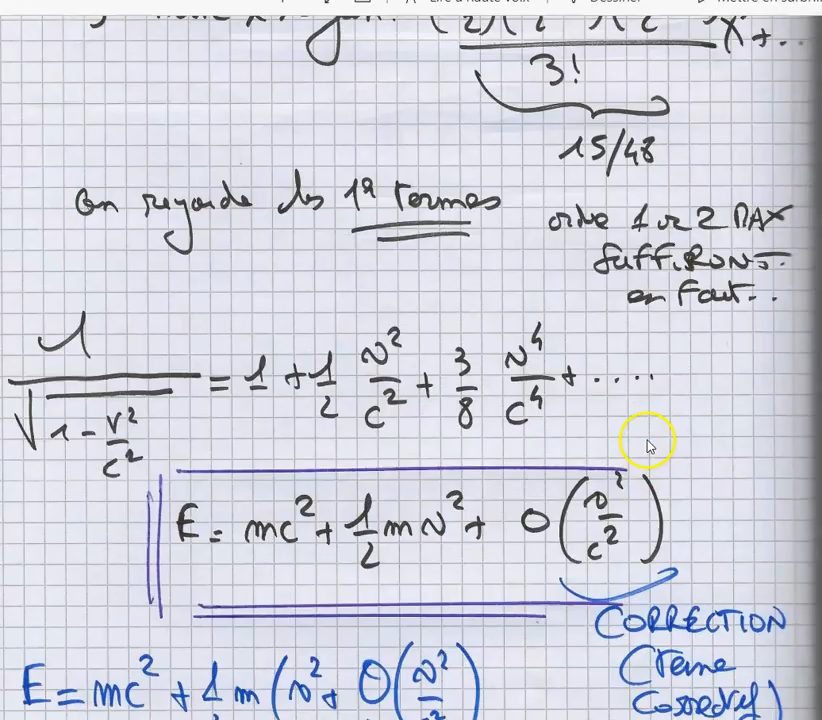 3!
15/48
on regarde les 1er termes
ordre 1 ou 2 MAX
SUFFIRONT
en Fait..
1/√(1 - v²/c²) = 1 + 1/2 v²/c² + 3/8 v⁴/c⁴ + .....
E = mc² + 1/2 mv² + O(v²/c²)
CORRECTION
(Terme
Correctif)
E = mc² + 1/2 m (v² + O(v²/c²)